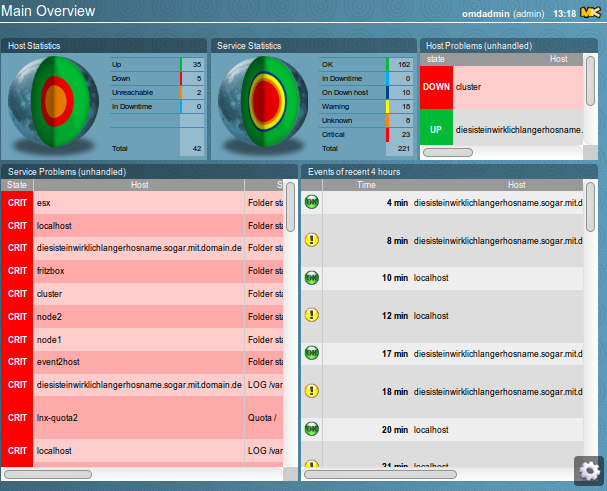 Main Overview
omdadmin (admin) 13:18
Host Statistics
Up 35
Down 5
Unreachable 2
In Downtime 0
Total 42
Service Statistics
OK 162
In Downtime 0
On Down host 10
Warning 18
Unknown 8
Critical 23
Total 221
Host Problems (unhandled)
state Host
DOWN cluster
UP diesisteinwirklichlangerhosname.
Service Problems (unhandled)
State Host S
CRIT esx Folder sta
CRIT localhost Folder sta
CRIT diesisteinwirklichlangerhosname.sogar.mit.domain.de Folder sta
CRIT fritzbox Folder sta
CRIT cluster Folder sta
CRIT node2 Folder sta
CRIT node1 Folder sta
CRIT event2host Folder sta
CRIT diesisteinwirklichlangerhosname.sogar.mit.domain.de LOG /var
CRIT lnx-quota2 Quota /
CRIT localhost LOG /var
Events of recent 4 hours
Time Host
OK 4 min diesisteinwirklichlangerhosname.sogar.mit.d
! 8 min diesisteinwirklichlangerhosname.sogar.mit.d
OK 10 min localhost
! 12 min localhost
OK 17 min diesisteinwirklichlangerhosname.sogar.mit.d
! 18 min diesisteinwirklichlangerhosname.sogar.mit.d
OK 20 min localhost
! 21 min localhost